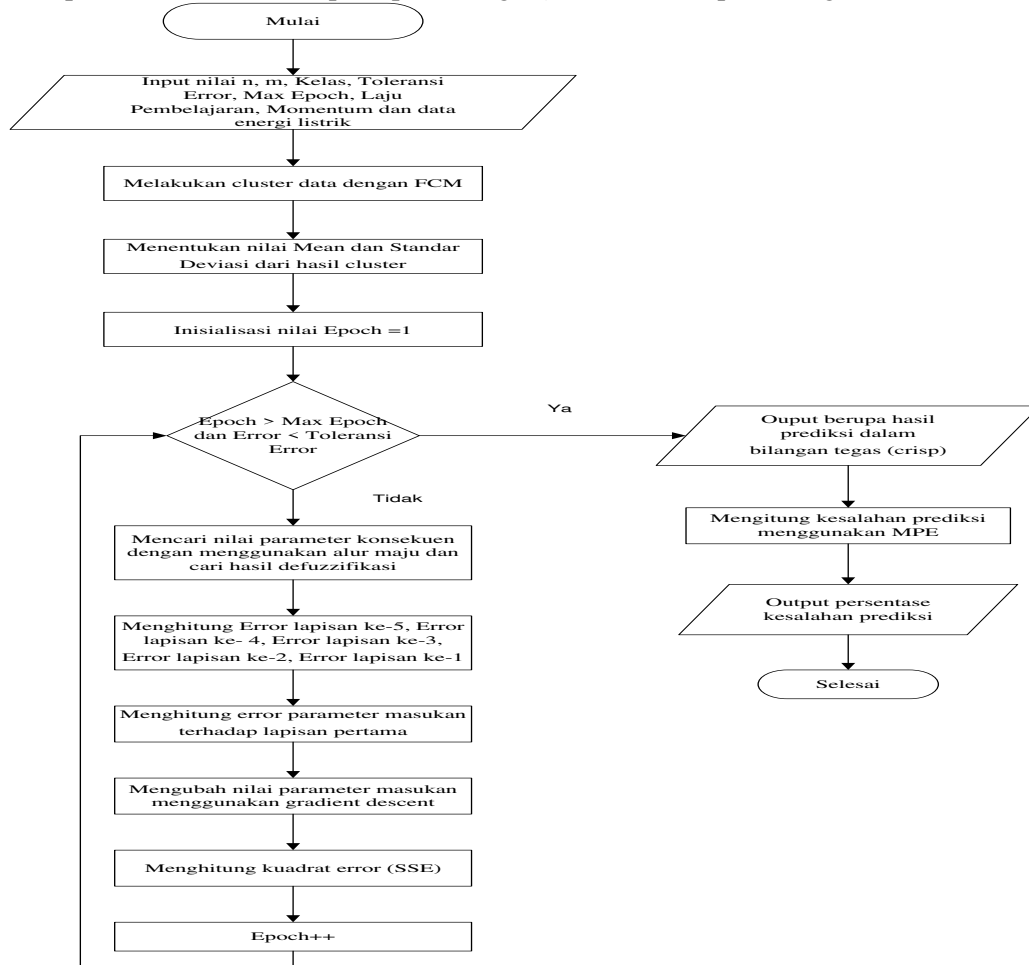 Mulai
Input nilai n, m, Kelas, Toleransi
Error, Max Epoch, Laju
Pembelajaran, Momentum dan data
energi listrik
Melakukan cluster data dengan FCM
Menentukan nilai Mean dan Standar
Deviasi dari hasil cluster
Inisialisasi nilai Epoch =1
Epoch > Max Epoch
dan Error < Toleransi
Error
Ya
Tidak
Mencari nilai parameter konsekuen
dengan menggunakan alur maju dan
cari hasil defuzzifikasi
Menghitung Error lapisan ke-5, Error
lapisan ke- 4, Error lapisan ke-3,
Error lapisan ke-2, Error lapisan ke-1
Menghitung error parameter masukan
terhadap lapisan pertama
Mengubah nilai parameter masukan
menggunakan gradient descent
Menghitung kuadrat error (SSE)
Epoch++
Ouput berupa hasil
prediksi dalam
bilangan tegas (crisp)
Mengitung kesalahan prediksi
menggunakan MPE
Output persentase
kesalahan prediksi
Selesai